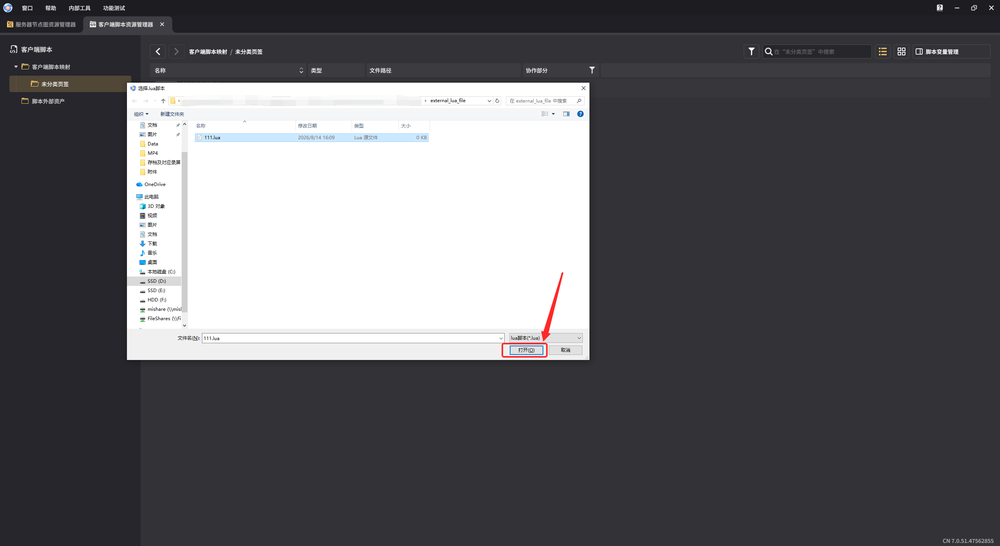 窗口 帮助 内部工具 功能测试
服务器节点图资源管理器 客户端脚本资源管理器
客户端脚本
客户端脚本映射
未分类页签
脚本外部资产
客户端脚本映射 / 未分类页签
在“未分类页签”中搜索
脚本变量管理
名称 类型 文件路径 协作部分
选择.lua脚本
external_lua_file
在 external_lua_file 中搜索
组织 新建文件夹
文档
图片
Data
MP4
存档及对应录屏
附件
OneDrive
此电脑
3D 对象
视频
图片
文档
下载
音乐
桌面
本地磁盘 (C:)
SSD (D:)
SSD (E:)
HDD (F:)
mishare (\\misl
FileShares (\\Fi
名称 修改日期 类型 大小
111.lua 2026/8/14 16:09 Lua 源文件 0 KB
文件名(N): 111.lua lua脚本(*.lua)
打开(O) 取消
CN 7.0.51.47562855